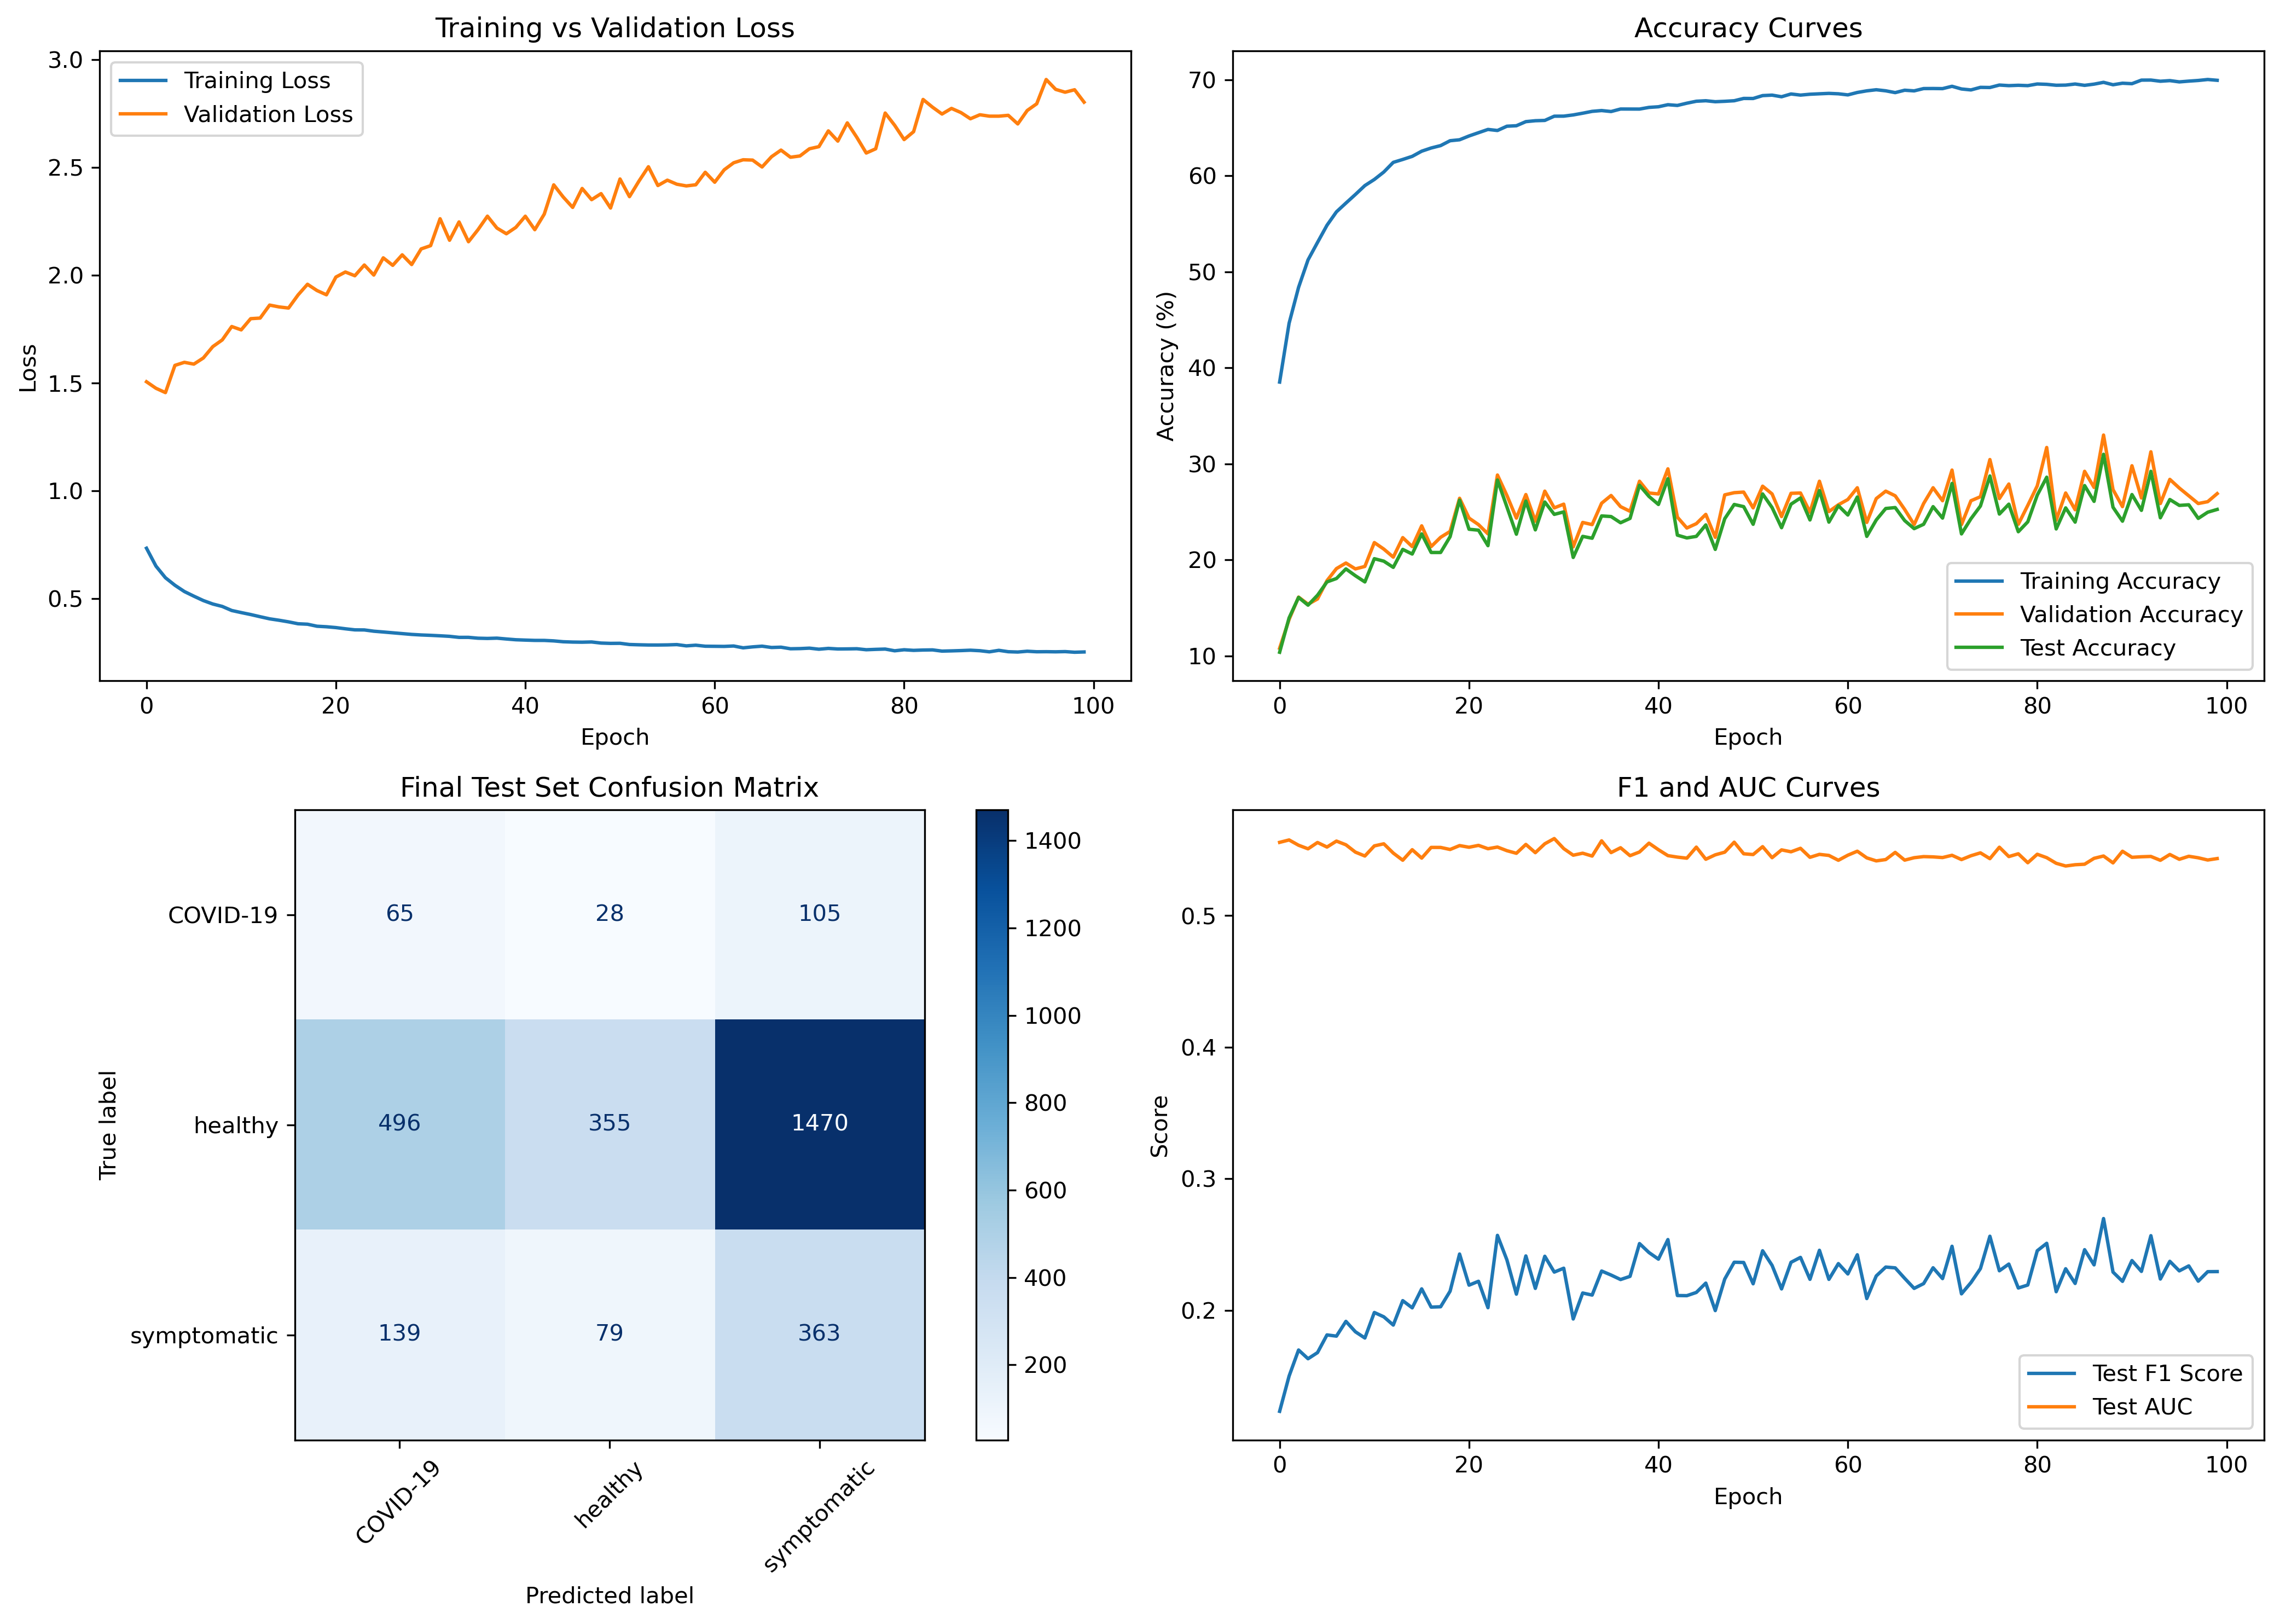 Training vs Validation Loss
3.0
2.5
2.0
1.5
1.0
0.5
Loss
0 20 40 60 80 100
Epoch
Training Loss
Validation Loss
Accuracy Curves
70
60
50
40
30
20
10
Accuracy (%)
0 20 40 60 80 100
Epoch
Training Accuracy
Validation Accuracy
Test Accuracy
Final Test Set Confusion Matrix
True label
COVID-19 65 28 105
healthy 496 355 1470
symptomatic 139 79 363
COVID-19 healthy symptomatic
Predicted label
1400
1200
1000
800
600
400
200
F1 and AUC Curves
0.5
0.4
0.3
0.2
Score
0 20 40 60 80 100
Epoch
Test F1 Score
Test AUC